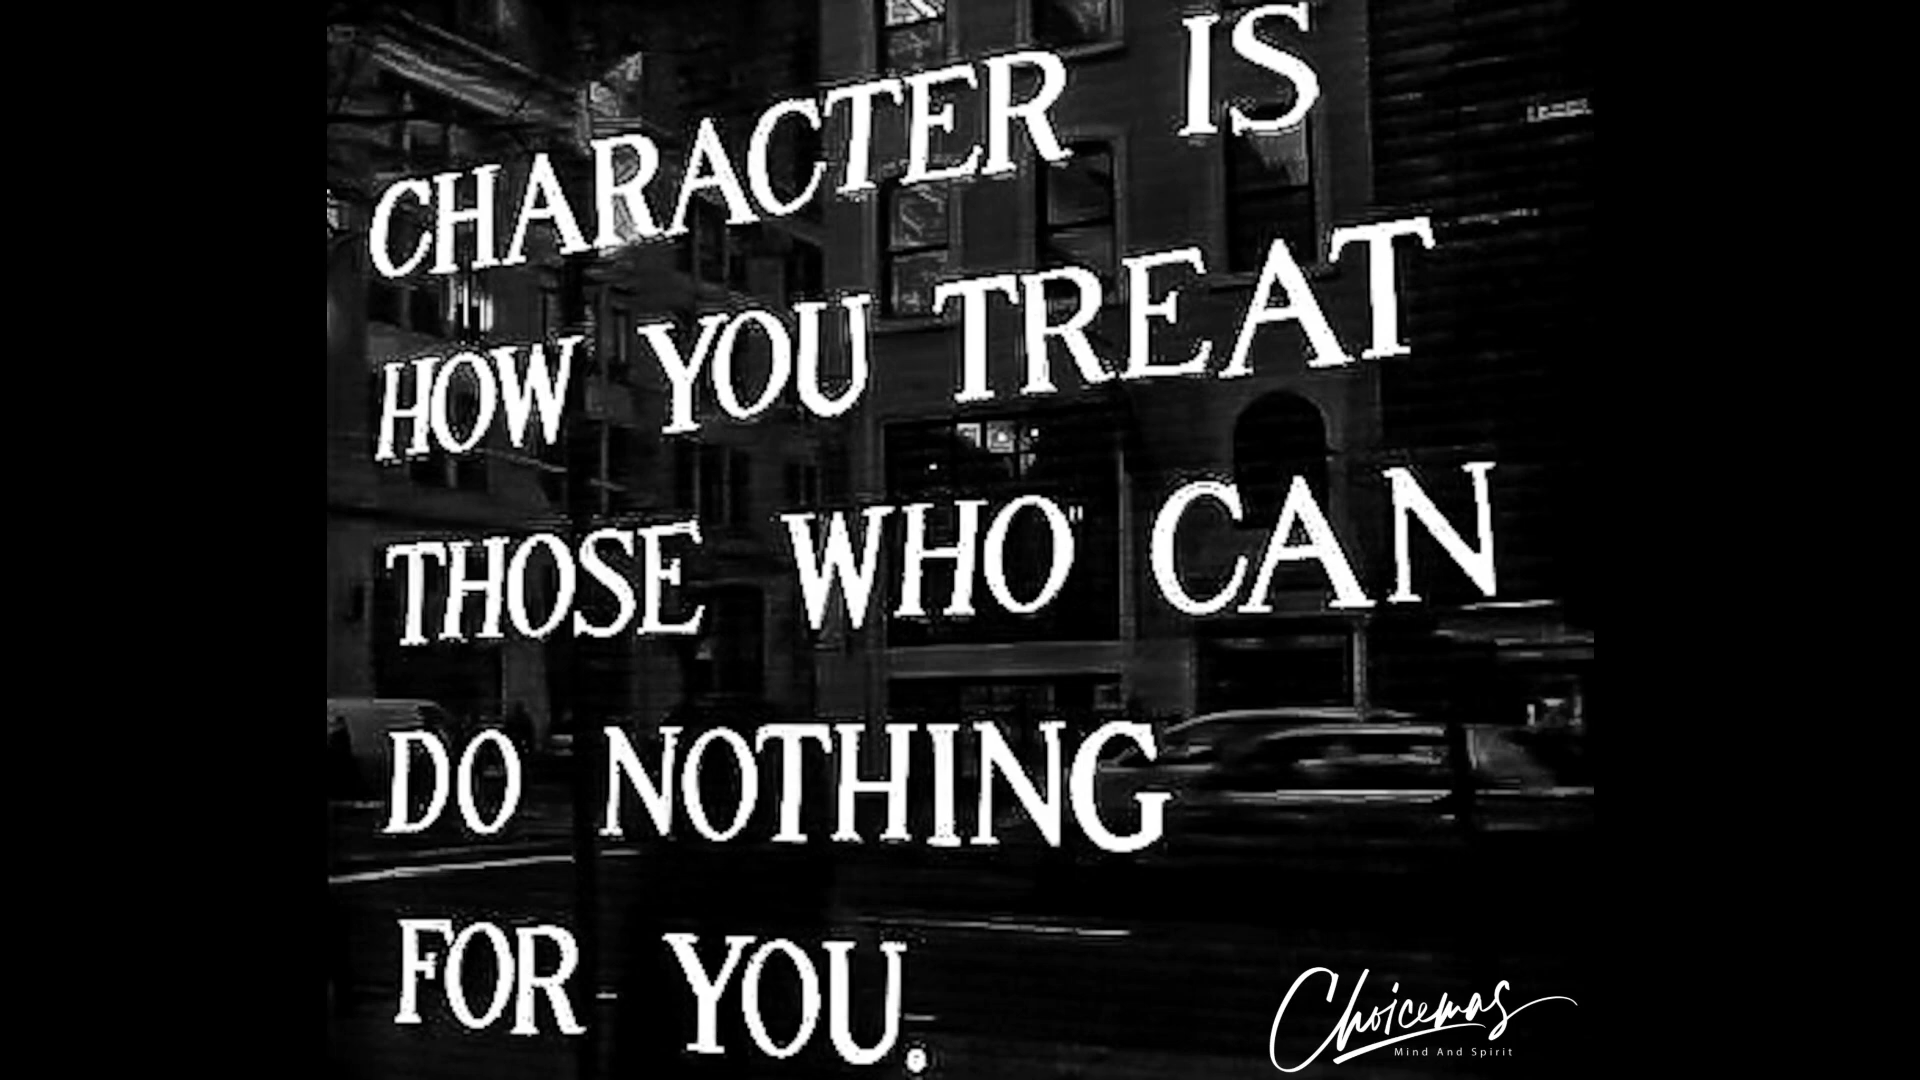 CHARACTER IS
HOW YOU TREAT
THOSE WHO CAN
DO NOTHING
FOR YOU.
Choicemas
Mind And Spirit